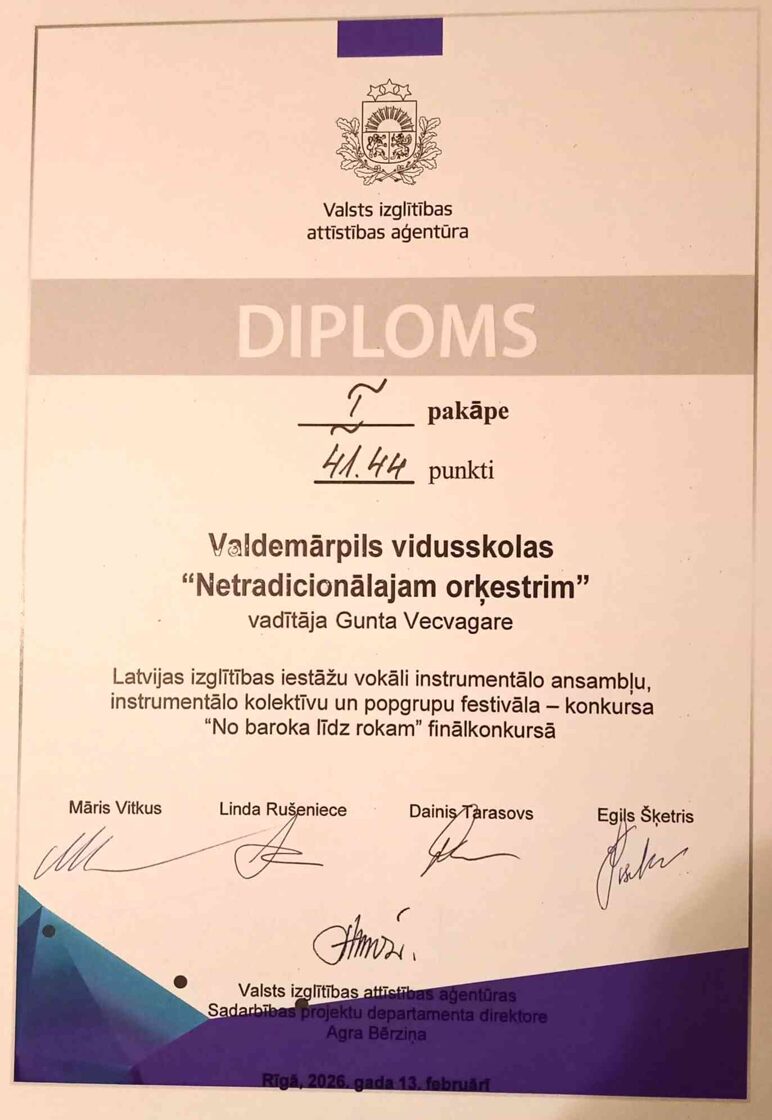 Valsts izglītības
attīstības aģentūra
DIPLOMS
I pakāpe
41.44 punkti
Valdemārpils vidusskolas
“Netradicionālajam orķestrim”
vadītāja Gunta Vecvagare
Latvijas izglītības iestāžu vokāli instrumentālo ansambļu,
instrumentālo kolektīvu un popgrupu festivāla – konkursa
“No baroka līdz rokam” finālkonkursā
Māris Vitkus Linda Rušeniece Dainis Tarasovs Egils Šķetris
Valsts izglītības attīstības aģentūras
Sadarbības projektu departamenta direktore
Agra Bērziņa
Rīgā, 2026. gada 13. februārī